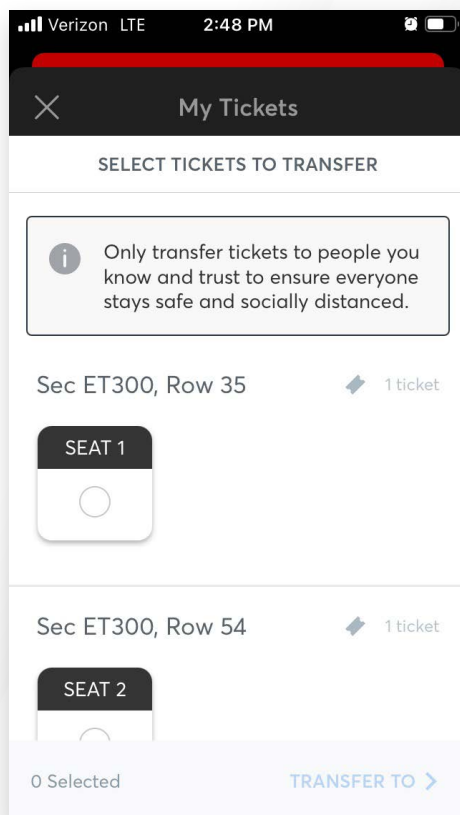 Verizon LTE 2:48 PM
My Tickets
SELECT TICKETS TO TRANSFER
i Only transfer tickets to people you
know and trust to ensure everyone
stays safe and socially distanced.
Sec ET300, Row 35 1 ticket
SEAT 1
Sec ET300, Row 54 1 ticket
SEAT 2
0 Selected TRANSFER TO